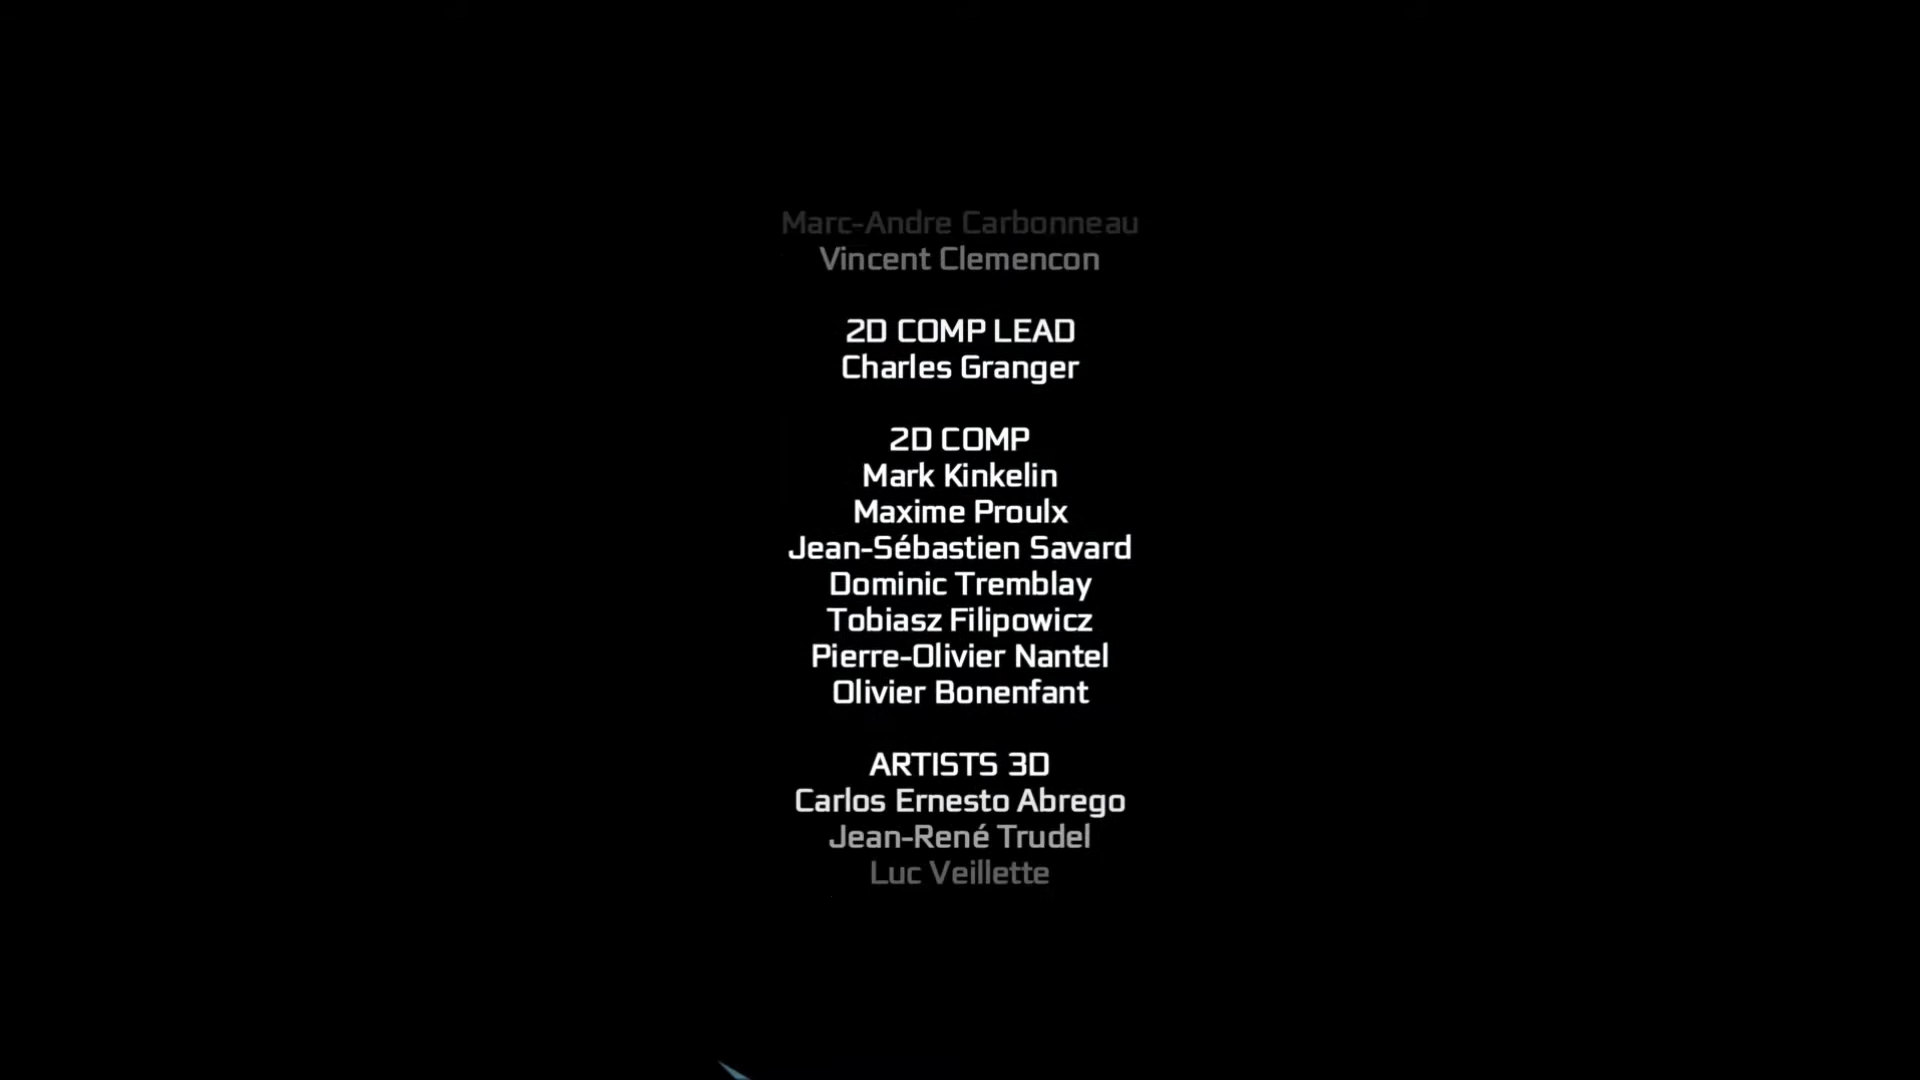 Marc-Andre Carbonneau
Vincent Clemencon
2D COMP LEAD
Charles Granger
2D COMP
Mark Kinkelin
Maxime Proulx
Jean-Sébastien Savard
Dominic Tremblay
Tobiasz Filipowicz
Pierre-Olivier Nantel
Olivier Bonenfant
ARTISTS 3D
Carlos Ernesto Abrego
Jean-René Trudel
Luc Veillette